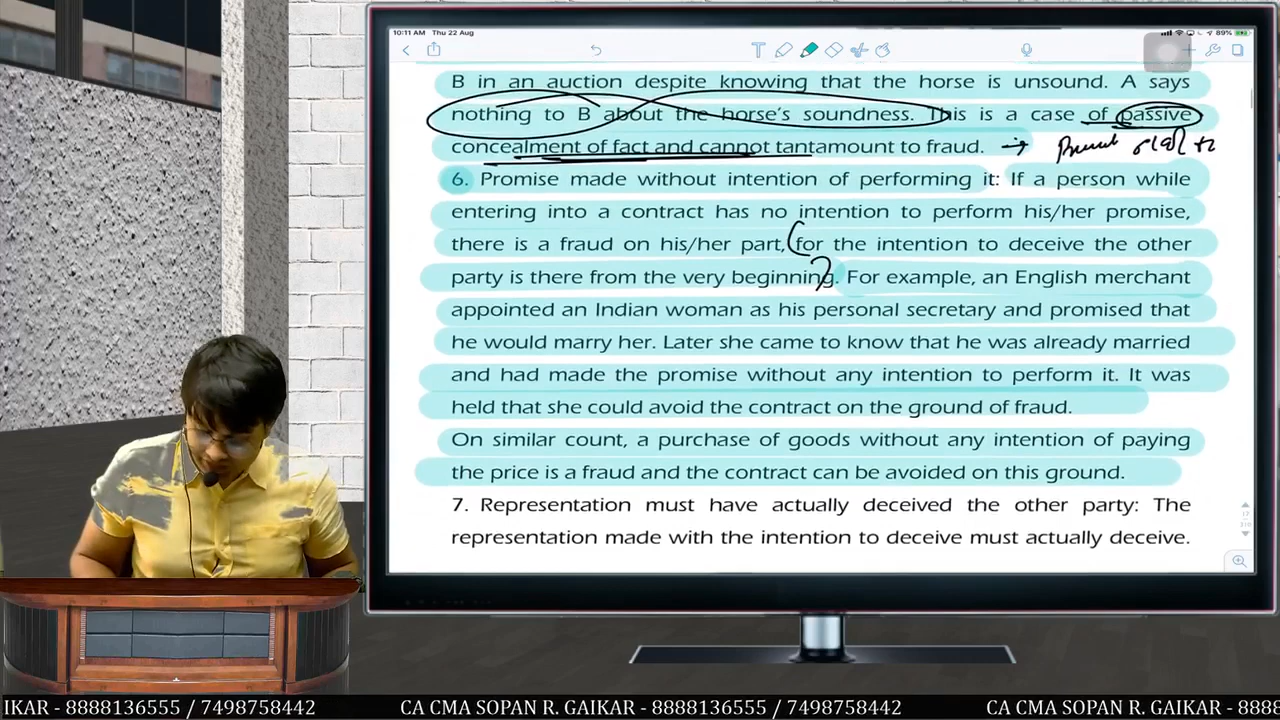 10:11 AM Thu 22 Aug
89%
B in an auction despite knowing that the horse is unsound. A says
nothing to B about the horse's soundness. This is a case of passive
concealment of fact and cannot tantamount to fraud.
6. Promise made without intention of performing it: If a person while
entering into a contract has no intention to perform his/her promise,
there is a fraud on his/her part, for the intention to deceive the other
party is there from the very beginning. For example, an English merchant
appointed an Indian woman as his personal secretary and promised that
he would marry her. Later she came to know that he was already married
and had made the promise without any intention to perform it. It was
held that she could avoid the contract on the ground of fraud.
On similar count, a purchase of goods without any intention of paying
the price is a fraud and the contract can be avoided on this ground.
7. Representation must have actually deceived the other party: The
representation made with the intention to deceive must actually deceive.
IKAR - 8888136555 / 7498758442 CA CMA SOPAN R. GAIKAR - 8888136555 / 7498758442 CA CMA SOPAN R. GAIKAR - 8888